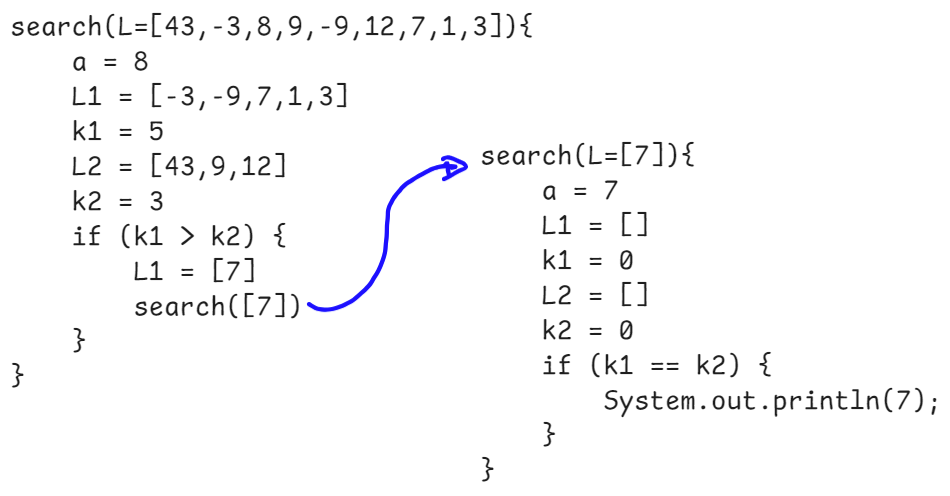 search(L=[43,-3,8,9,-9,12,7,1,3]){
    a = 8
    L1 = [-3,-9,7,1,3]
    k1 = 5
    L2 = [43,9,12]
    k2 = 3
    if (k1 > k2) {
        L1 = [7]
        search([7])
    }
}
search(L=[7]){
    a = 7
    L1 = []
    k1 = 0
    L2 = []
    k2 = 0
    if (k1 == k2) {
        System.out.println(7);
    }
}